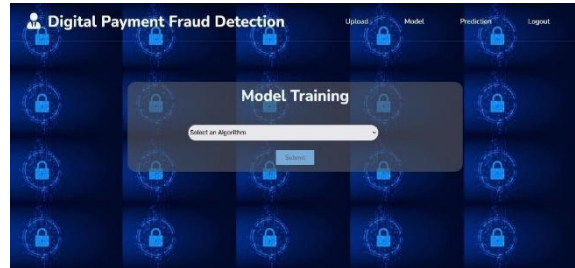 Digital Payment Fraud Detection
Upload Model Prediction Logout
Model Training
Select an Algorithm
Submit